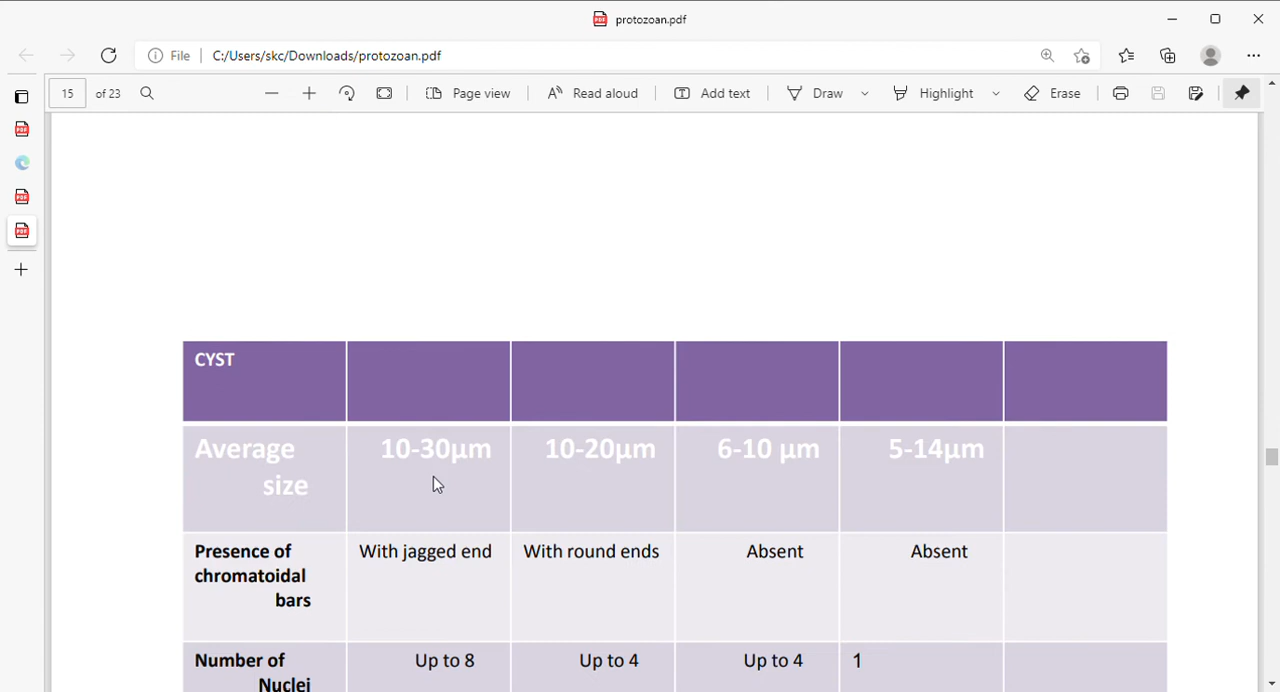 protozoan.pdf
File C:/Users/skc/Downloads/protozoan.pdf
15 of 23 Page view Read aloud Add text Draw Highlight Erase
CYST
Average size 10-30µm 10-20µm 6-10 µm 5-14µm
Presence of chromatoidal bars With jagged end With round ends Absent Absent
Number of Nuclei Up to 8 Up to 4 Up to 4 1